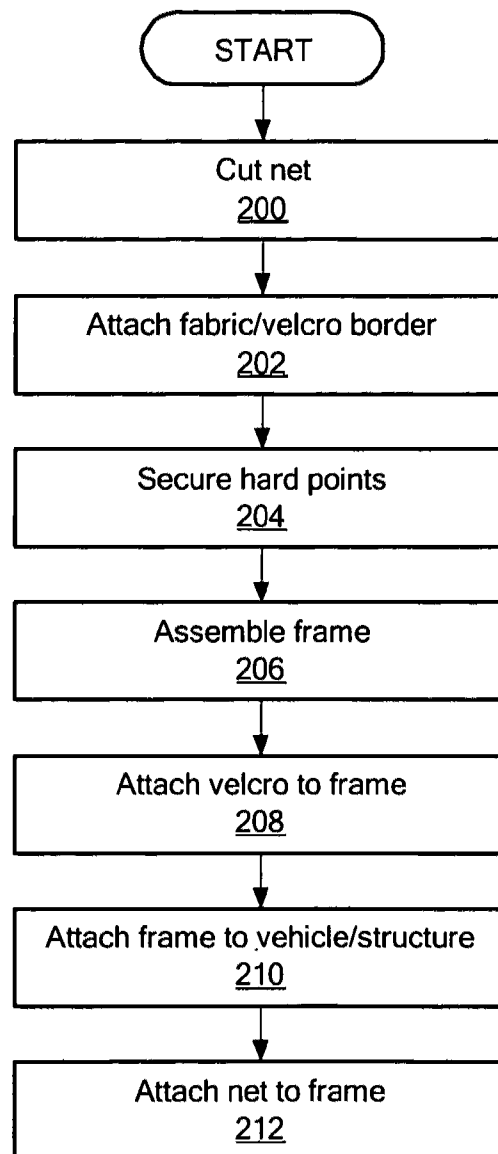 START
Cut net
200
Attach fabric/velcro border
202
Secure hard points
204
Assemble frame
206
Attach velcro to frame
208
Attach frame to vehicle/structure
210
Attach net to frame
212